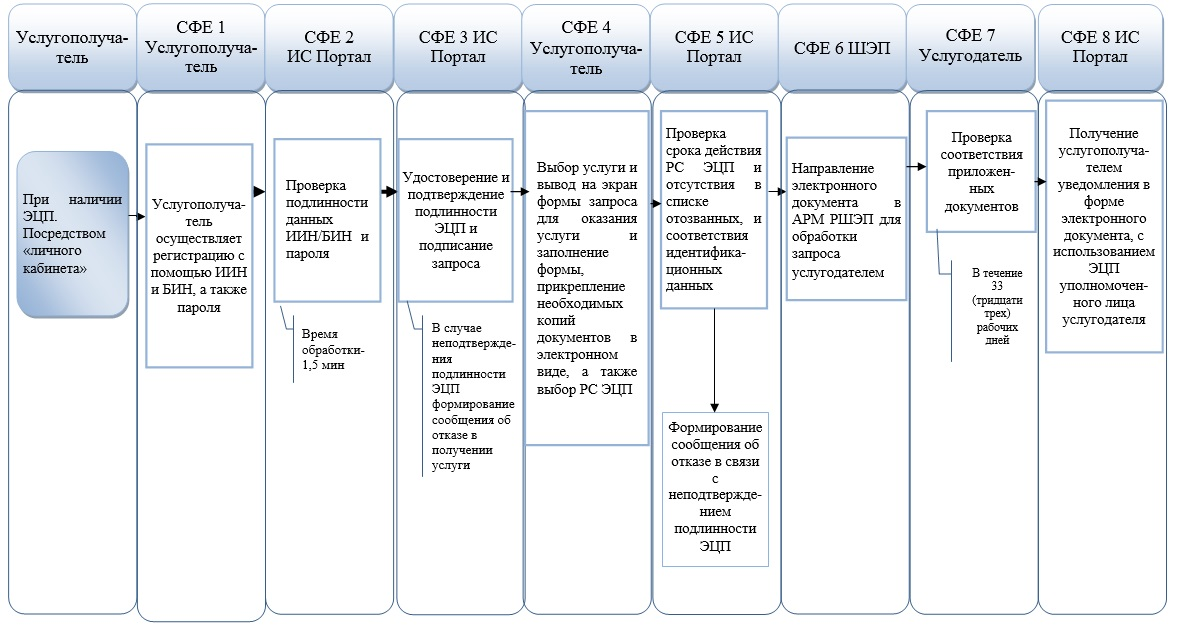 Услугополуча-
тель
СФЕ 1
Услугополуча-
тель
СФЕ 2
ИС Портал
СФЕ 3 ИС
Портал
СФЕ 4
Услугополуча-
тель
СФЕ 5 ИС
Портал
СФЕ 6 ШЭП
СФЕ 7
Услугодатель
СФЕ 8 ИС
Портал
При наличии
ЭЦП.
Посредством
«личного
кабинета»
Услугополуча-
тель
осуществляет
регистрацию с
помощью ИИН
и БИН, а также
пароля
Проверка
подлинности
данных
ИИН/БИН и
пароля
Время
обработки-
1,5 мин
Удостоверение и
подтверждение
подлинности
ЭЦП и
подписание
запроса
В случае
неподтвержде-
ния
подлинности
ЭЦП
формирование
сообщения об
отказе в
получении
услуги
Выбор услуги и
вывод на экран
формы запроса
для оказания
услуги и
заполнение
формы,
прикрепление
необходимых
копий
документов в
электронном
виде, а также
выбор РС ЭЦП
Проверка
срока действия
РС ЭЦП и
отсутствия в
списке
отозванных, и
соответствия
идентифика-
ционных
данных
Формирование
сообщения об
отказе в связи
с
неподтвержде-
нием
подлинности
ЭЦП
Направление
электронного
документа в
АРМ РШЭП для
обработки
запроса
услугодателем
Проверка
соответствия
приложен-
ных
документов
В течение
33
(тридцати
трех)
рабочих
дней
Получение
услугополуча-
телем
уведомления в
форме
электронного
документа, с
использованием
ЭЦП
уполномочен-
ного лица
услугодателя